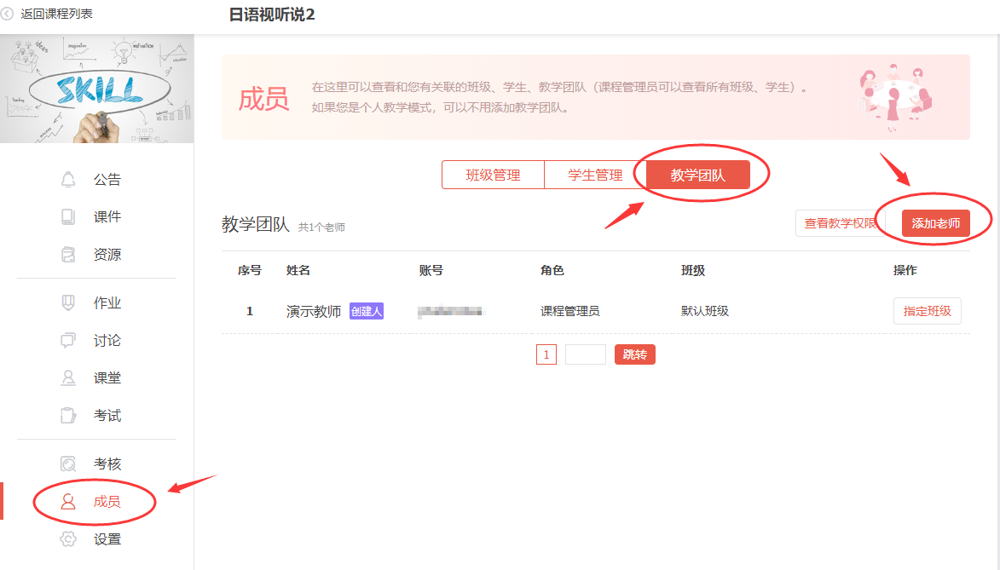 返回课程列表
日语视听说2
ideas
imagination
motivation
education
SKILL
成员
在这里可以查看和您有关联的班级、学生、教学团队（课程管理员可以查看所有班级、学生）。
如果您是个人教学模式，可以不用添加教学团队。
公告
课件
资源
作业
讨论
课堂
考试
考核
成员
设置
班级管理 学生管理 教学团队
教学团队 共1个老师 查看教学权限 添加老师
序号 姓名 账号 角色 班级 操作
1 演示教师 创建人 课程管理员 默认班级 指定班级
1 跳转